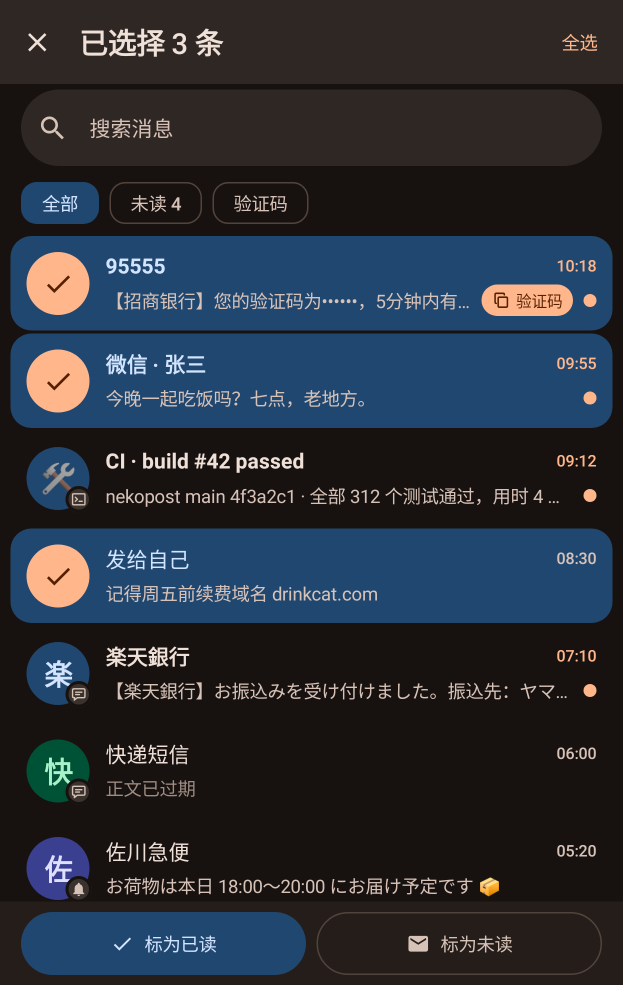 已选择 3 条
全选
搜索消息
全部
未读 4
验证码
95555
10:18
【招商银行】您的验证码为••••••，5分钟内有…
验证码
微信 · 张三
09:55
今晚一起吃饭吗？七点，老地方。
CI · build #42 passed
09:12
nekopost main 4f3a2c1 · 全部 312 个测试通过，用时 4 …
发给自己
08:30
记得周五前续费域名 drinkcat.com
楽
楽天銀行
07:10
【楽天銀行】お振込みを受け付けました。振込先：ヤマ…
快
快递短信
06:00
正文已过期
佐
佐川急便
05:20
お荷物は本日 18:00〜20:00 にお届け予定です 📦
标为已读
标为未读